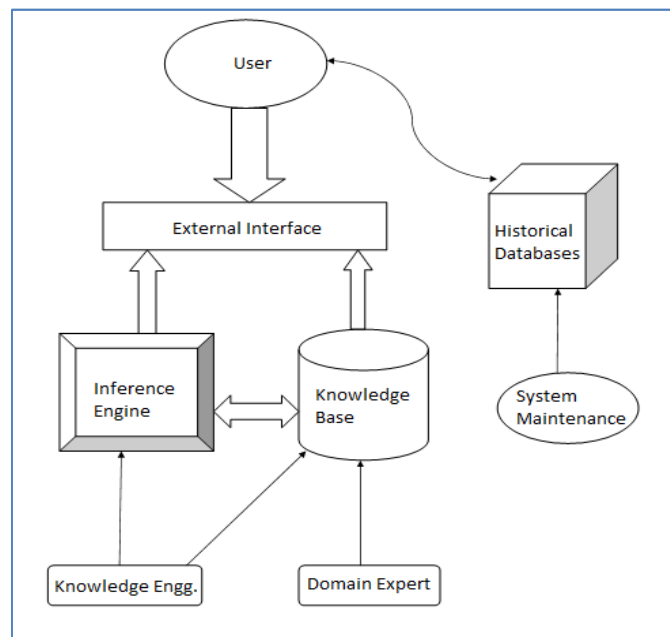 User
External Interface
Historical
Databases
Inference
Engine
Knowledge
Base
System
Maintenance
Knowledge Engg.
Domain Expert